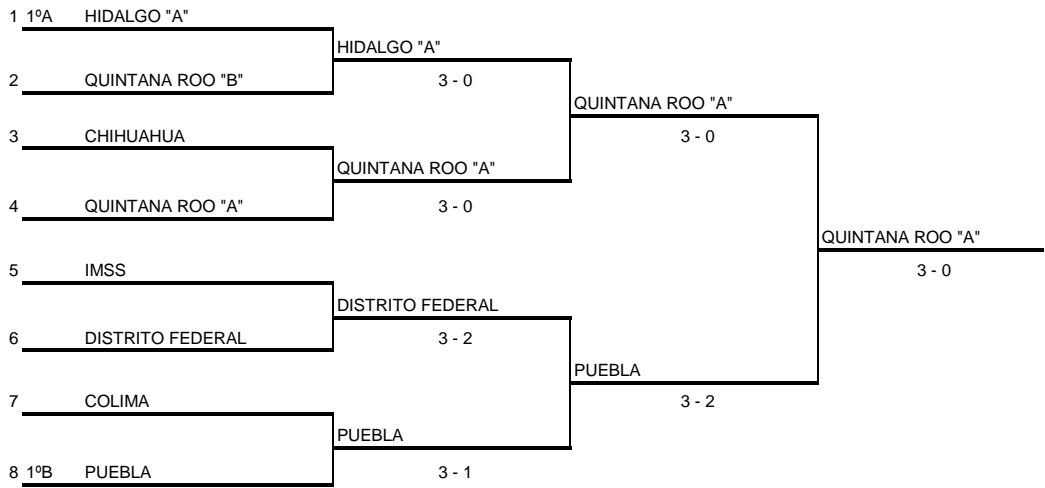 1 1ºA HIDALGO "A"
HIDALGO "A"
2 QUINTANA ROO "B" 3 - 0
QUINTANA ROO "A"
3 CHIHUAHUA 3 - 0
QUINTANA ROO "A"
4 QUINTANA ROO "A" 3 - 0
QUINTANA ROO "A"
5 IMSS 3 - 0
DISTRITO FEDERAL
6 DISTRITO FEDERAL 3 - 2
PUEBLA
7 COLIMA 3 - 2
PUEBLA
8 1ºB PUEBLA 3 - 1